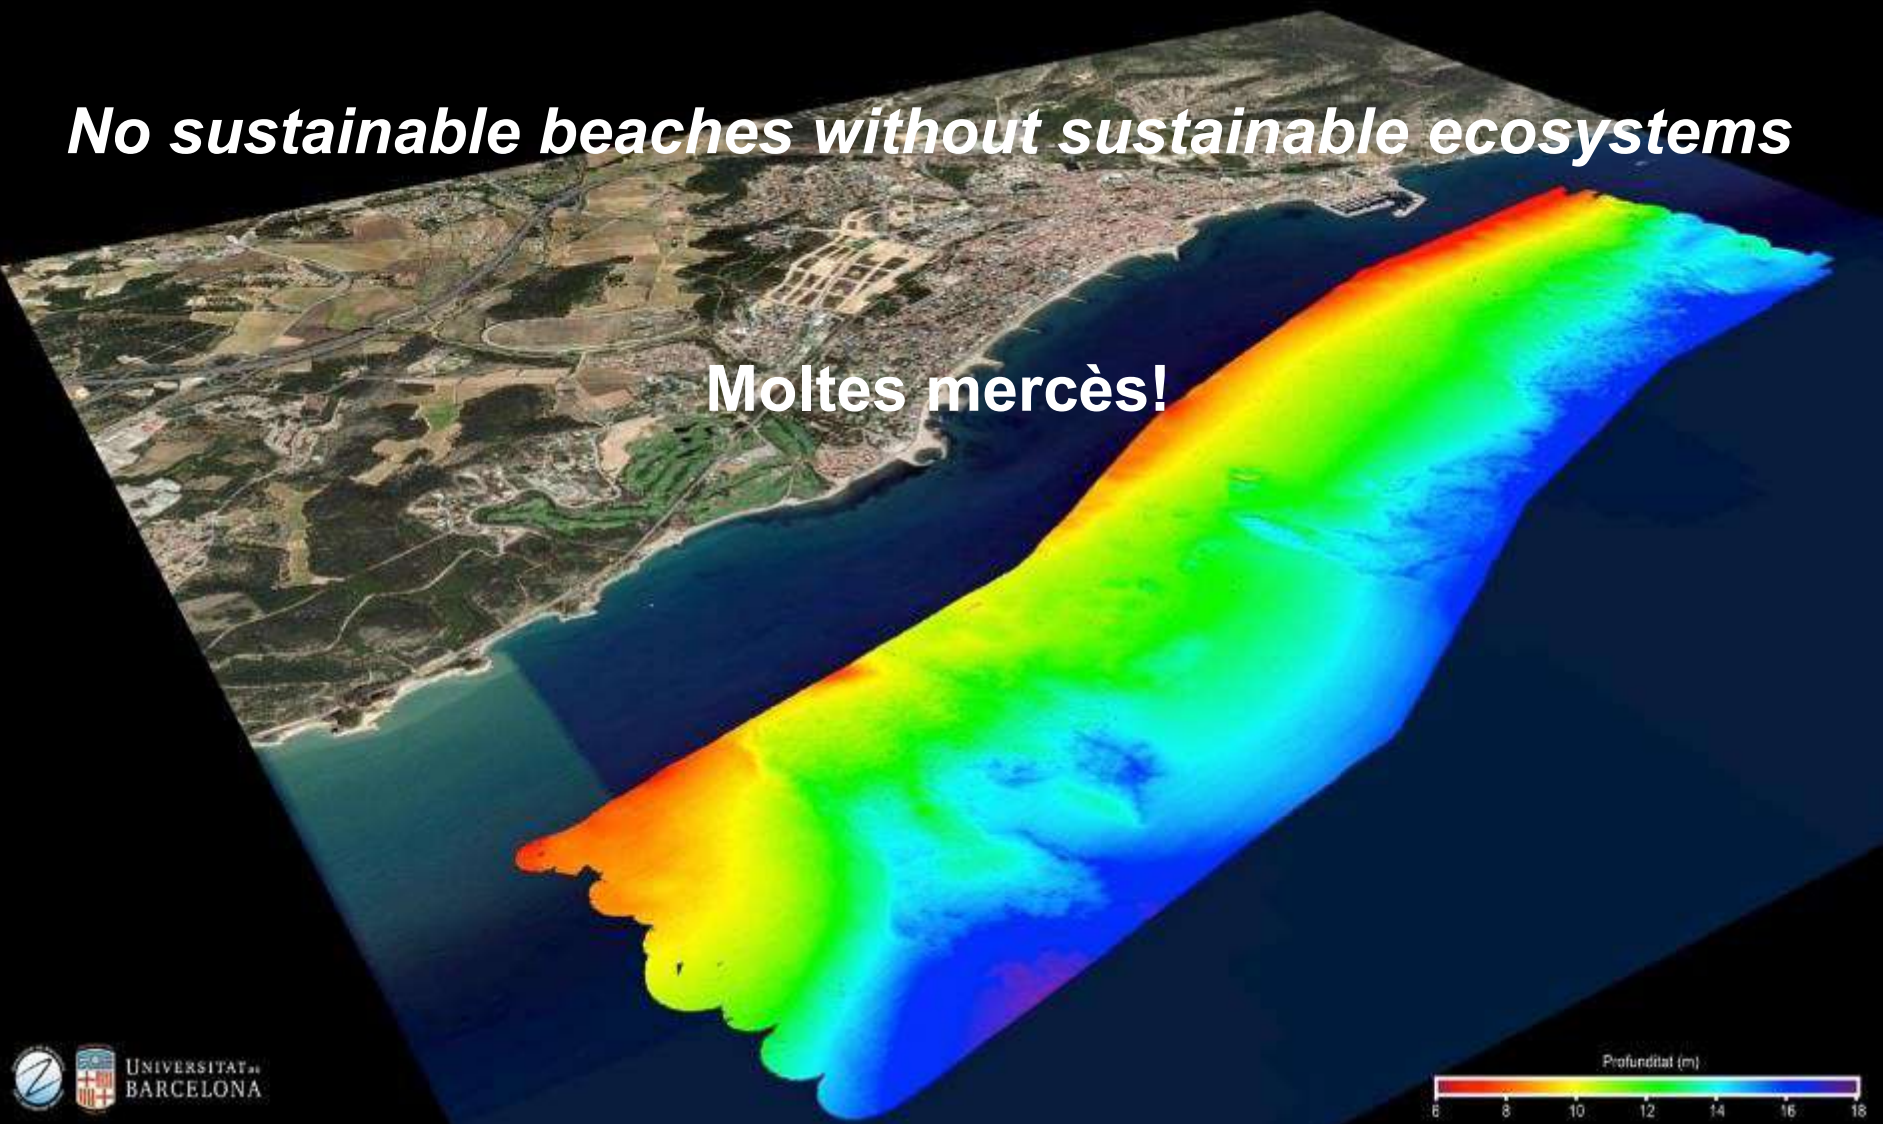 No sustainable beaches without sustainable ecosystems
Moltes mercès!
UNIVERSITAT DE
BARCELONA
Profunditat (m)
6 8 10 12 14 16 18